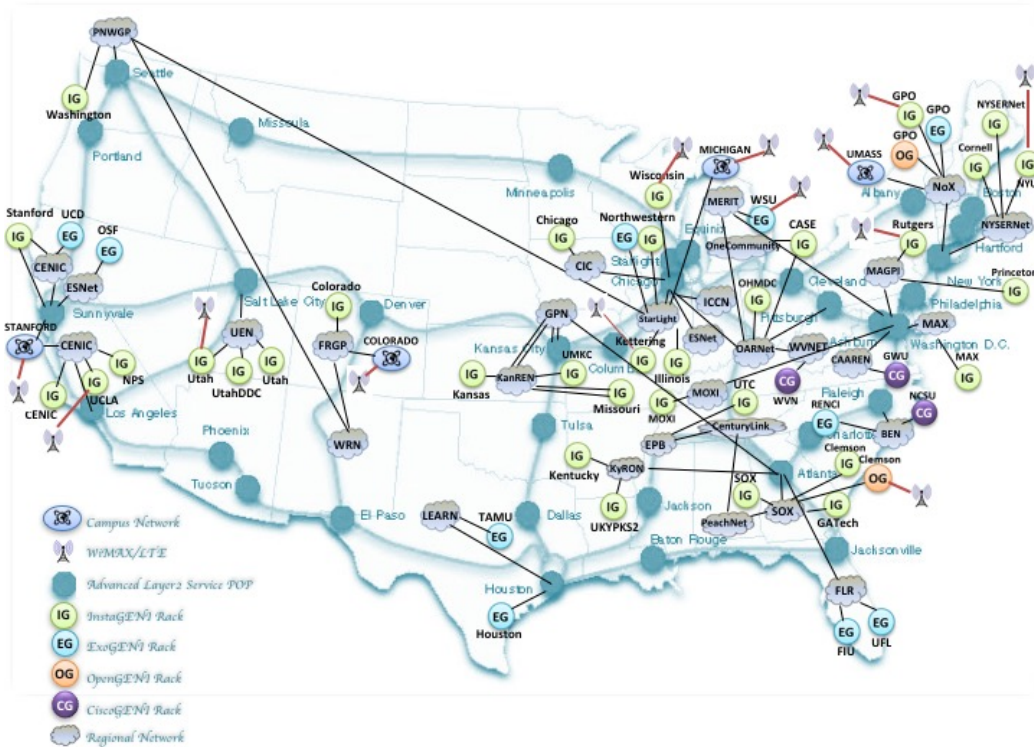 PNWGP
Seattle
IG
Washington
Missoula
Portland
Minneapolis
Stanford
UCD
IG
EG
OSF
EG
CENIC
ESNet
Sunnyvale
STANFORD
CENIC
IG
CENIC
IG
UCLA
IG
NPS
Los Angeles
Salt Lake City
UEN
IG
Utah
IG
UtahDDC
IG
Utah
Colorado
IG
Denver
FRGP
COLORADO
WRN
Phoenix
Tucson
El Paso
GPN
Kansas City
KanREN
IG
Kansas
UMKC
IG
IG
Missouri
Tulsa
Dallas
LEARN
TAMU
EG
Houston
EG
Houston
Wisconsin
IG
MICHIGAN
MERIT
WSU
EG
Northwestern
EG
IG
Chicago
IG
CIC
Starlight
Equinix
Chicago
OneCommunity
CASE
IG
StarLight
ICCN
ESNet
Kettering
IG
IG
Illinois
OHMDC
IG
Cleveland
Pittsburgh
OARNet
WVNET
CG
WVN
Ashburn
CAAREN
GWU
CG
MOXI
IG
MOXI
UTC
IG
CenturyLink
EPB
Kentucky
IG
KyRON
IG
UKYPKS2
Jackson
Baton Rouge
PeachNet
SOX
IG
SOX
Atlanta
Charlotte
Raleigh
RENCI
EG
BEN
NCSU
CG
Clemson
IG
Clemson
OG
IG
GATech
Jacksonville
FLR
EG
FIU
EG
UFL
GPO
IG
GPO
EG
GPO
OG
UMASS
Albany
NoX
Boston
NYSERNet
IG
Cornell
IG
IG
NYU
NYSERNet
Hartford
Rutgers
IG
MAGPI
New York
Princeton
IG
Philadelphia
MAX
Washington D.C.
MAX
IG
Campus Network
WiMAX/LTE
Advanced Layer2 Service POP
IG
InstaGENI Rack
EG
ExoGENI Rack
OG
OpenGENI Rack
CG
CiscoGENI Rack
Regional Network